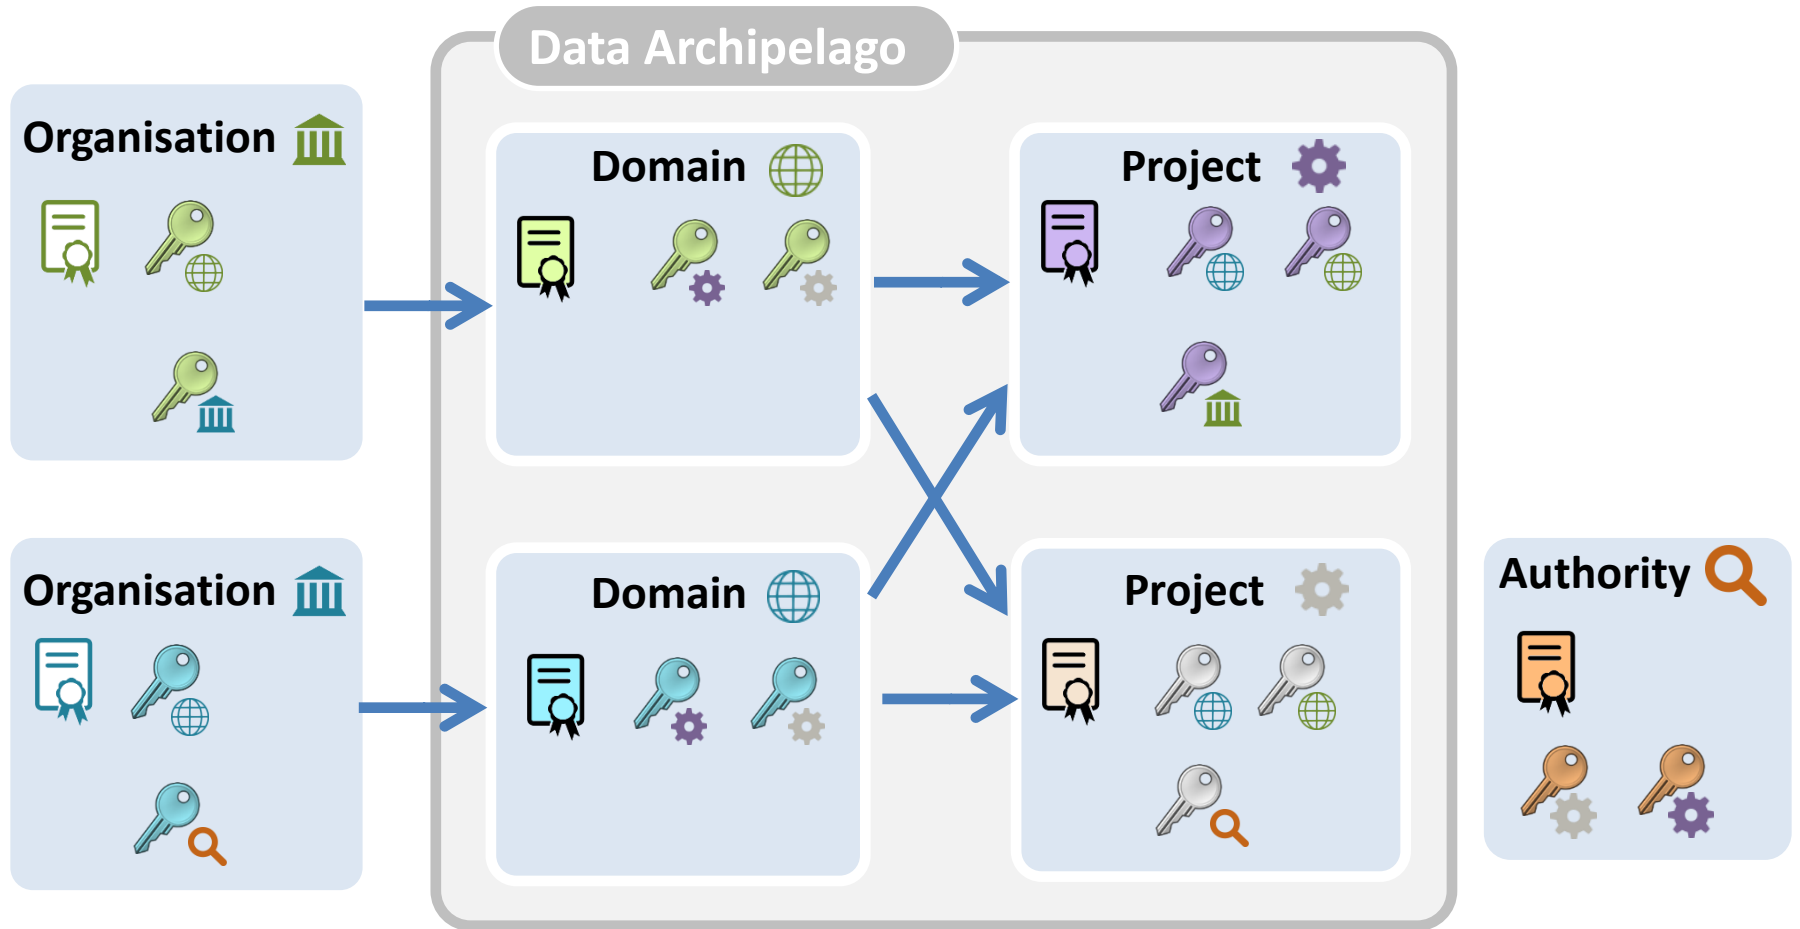 Data Archipelago
Organisation
Domain
Project
Organisation
Domain
Project
Authority